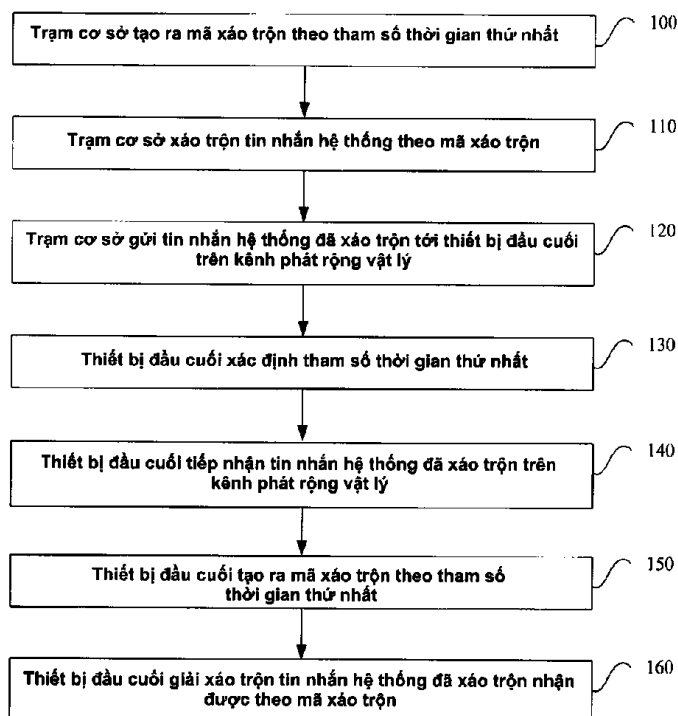 Trạm cơ sở tạo ra mã xáo trộn theo tham số thời gian thứ nhất
100
Trạm cơ sở xáo trộn tin nhắn hệ thống theo mã xáo trộn
110
Trạm cơ sở gửi tin nhắn hệ thống đã xáo trộn tới thiết bị đầu cuối
trên kênh phát rộng vật lý
120
Thiết bị đầu cuối xác định tham số thời gian thứ nhất
130
Thiết bị đầu cuối tiếp nhận tin nhắn hệ thống đã xáo trộn trên
kênh phát rộng vật lý
140
Thiết bị đầu cuối tạo ra mã xáo trộn theo tham số
thời gian thứ nhất
150
Thiết bị đầu cuối giải xáo trộn tin nhắn hệ thống đã xáo trộn nhận
được theo mã xáo trộn
160